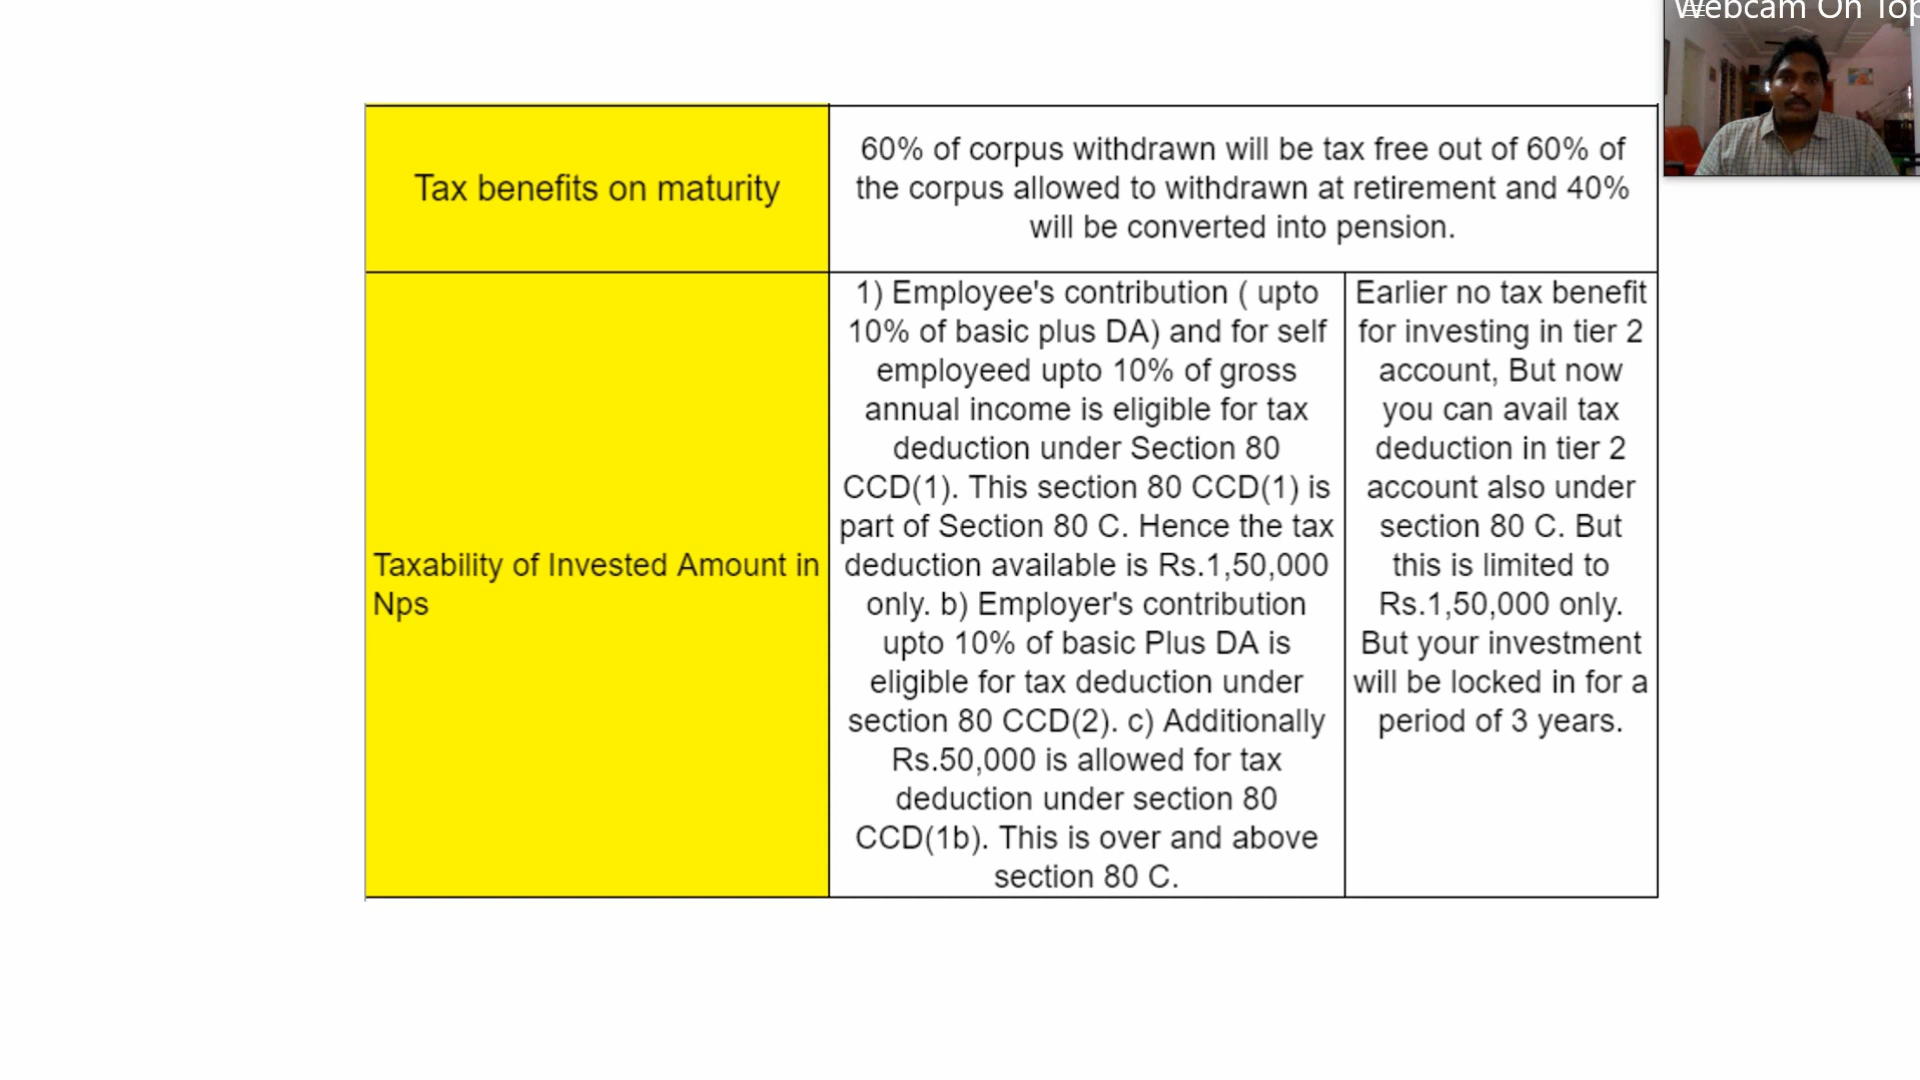 Webcam On Top
Tax benefits on maturity
60% of corpus withdrawn will be tax free out of 60% of
the corpus allowed to withdrawn at retirement and 40%
will be converted into pension.
Taxability of Invested Amount in
Nps
1) Employee's contribution ( upto
10% of basic plus DA) and for self
employeed upto 10% of gross
annual income is eligible for tax
deduction under Section 80
CCD(1). This section 80 CCD(1) is
part of Section 80 C. Hence the tax
deduction available is Rs.1,50,000
only. b) Employer's contribution
upto 10% of basic Plus DA is
eligible for tax deduction under
section 80 CCD(2). c) Additionally
Rs.50,000 is allowed for tax
deduction under section 80
CCD(1b). This is over and above
section 80 C.
Earlier no tax benefit
for investing in tier 2
account, But now
you can avail tax
deduction in tier 2
account also under
section 80 C. But
this is limited to
Rs.1,50,000 only.
But your investment
will be locked in for a
period of 3 years.